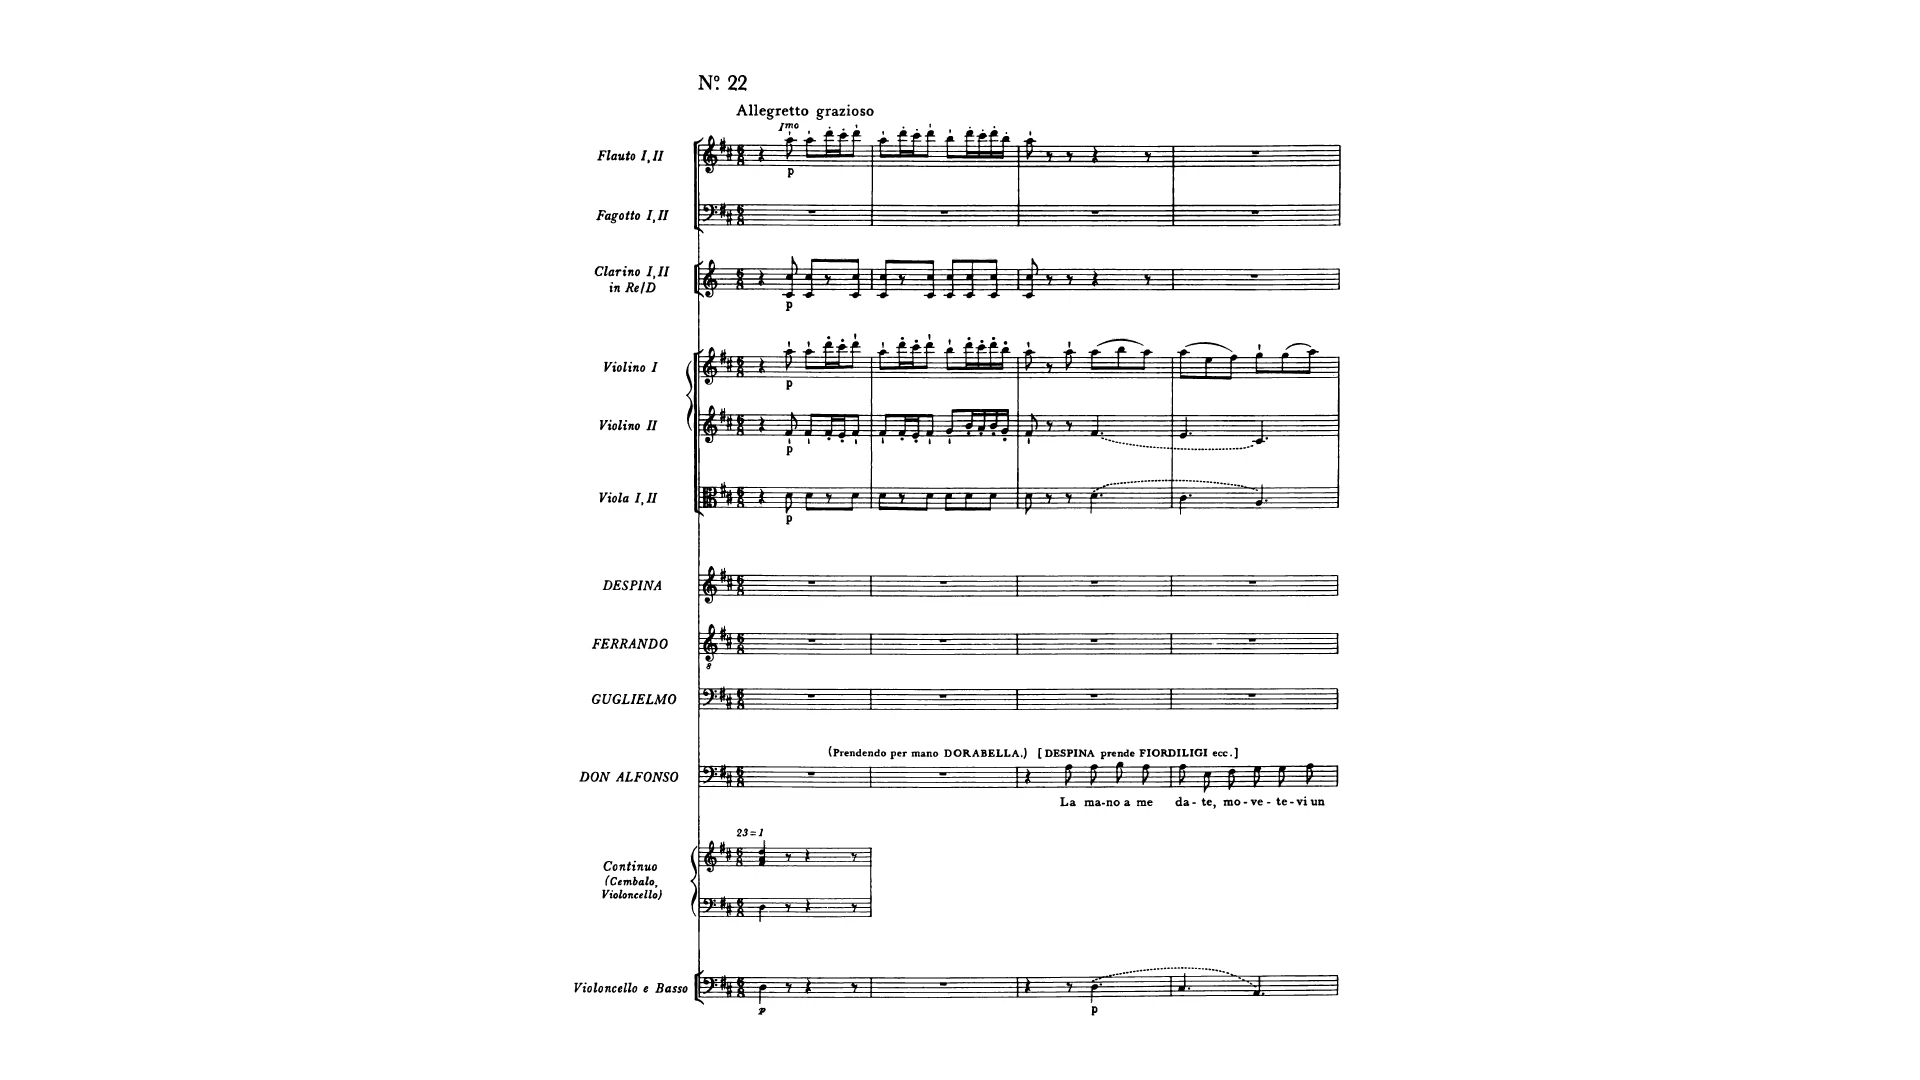 Nº. 22
Allegretto grazioso
Imo
Flauto I, II
p
Fagotto I, II
Clarino I, II
in Re/D
p
Violino I
p
Violino II
p
Viola I, II
p
DESPINA
FERRANDO
8
GUGLIELMO
(Prendendo per mano DORABELLA.) [DESPINA prende FIORDILIGI ecc.]
DON ALFONSO
La ma-no a me da-te, mo-ve-te-vi un
23=1
Continuo
(Cembalo,
Violoncello)
Violoncello e Basso
p p